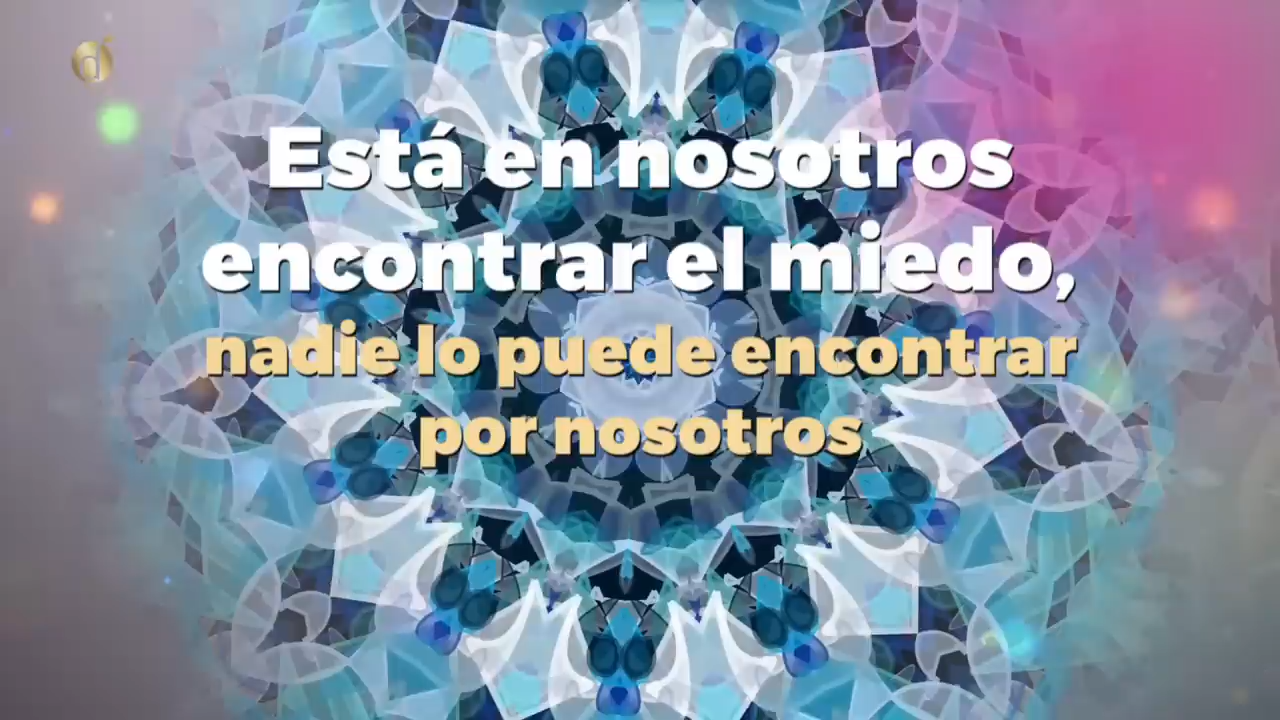 Está en nosotros
encontrar el miedo,
nadie lo puede encontrar
por nosotros